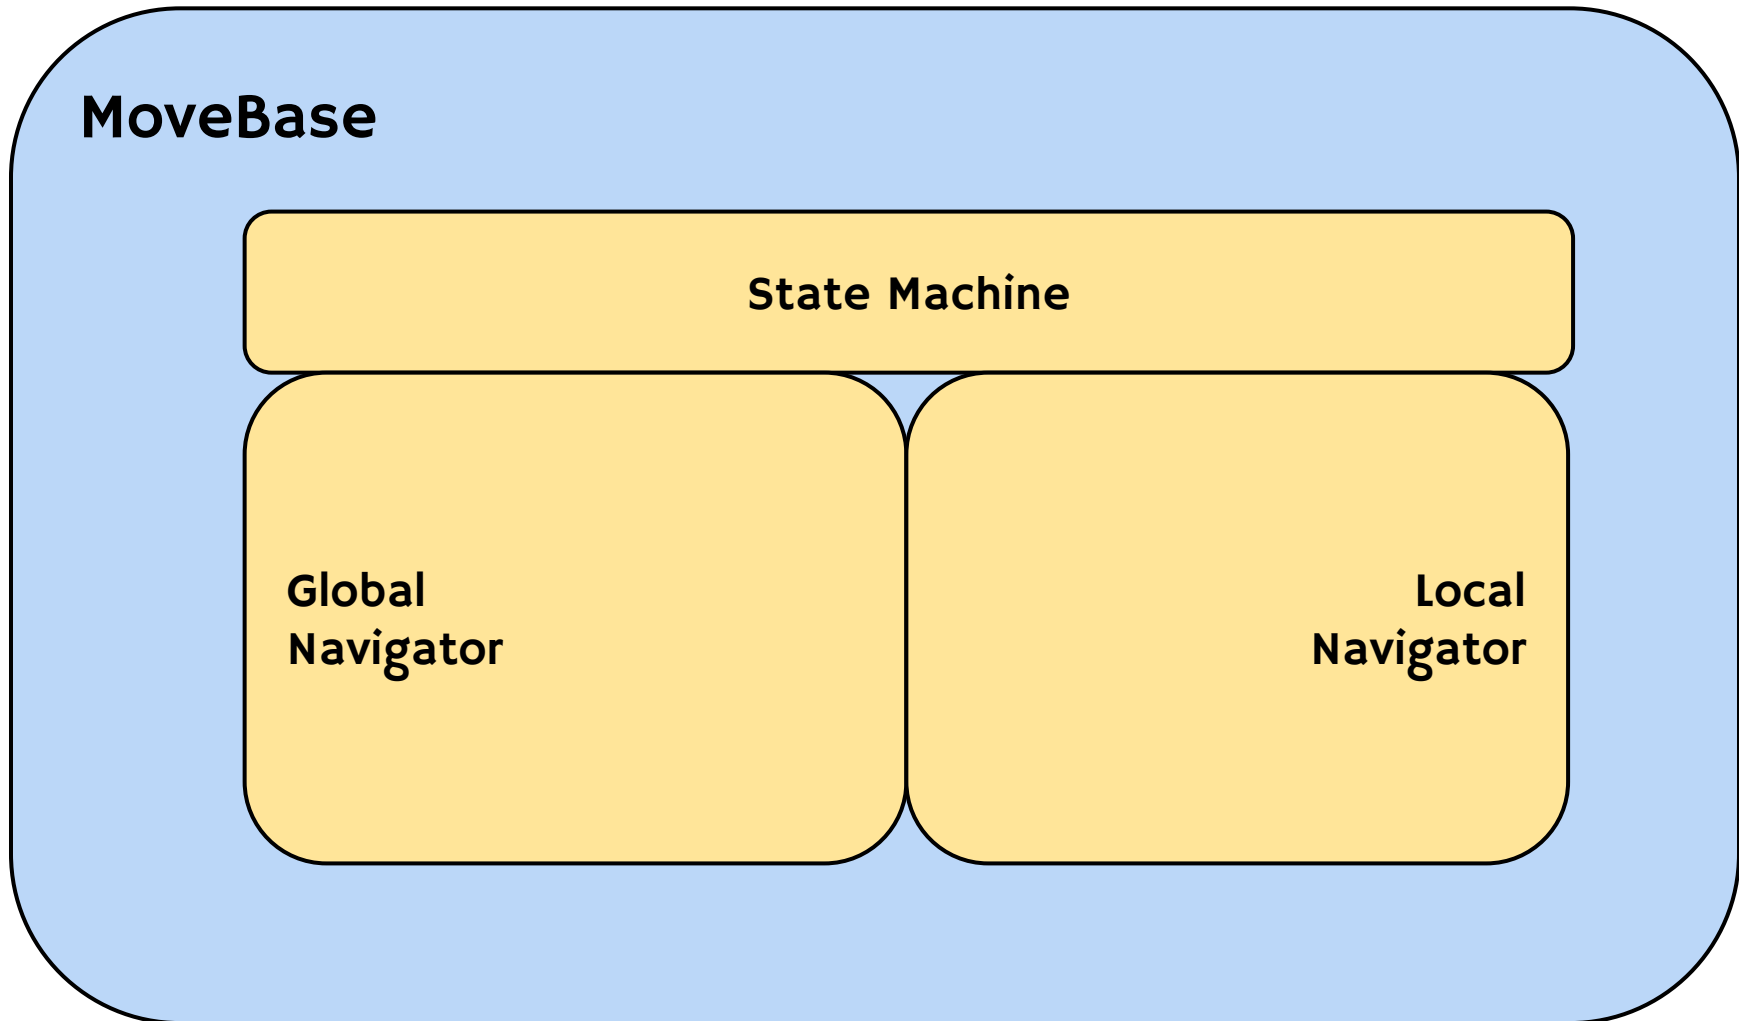 MoveBase
State Machine
Global
Navigator
Local
Navigator